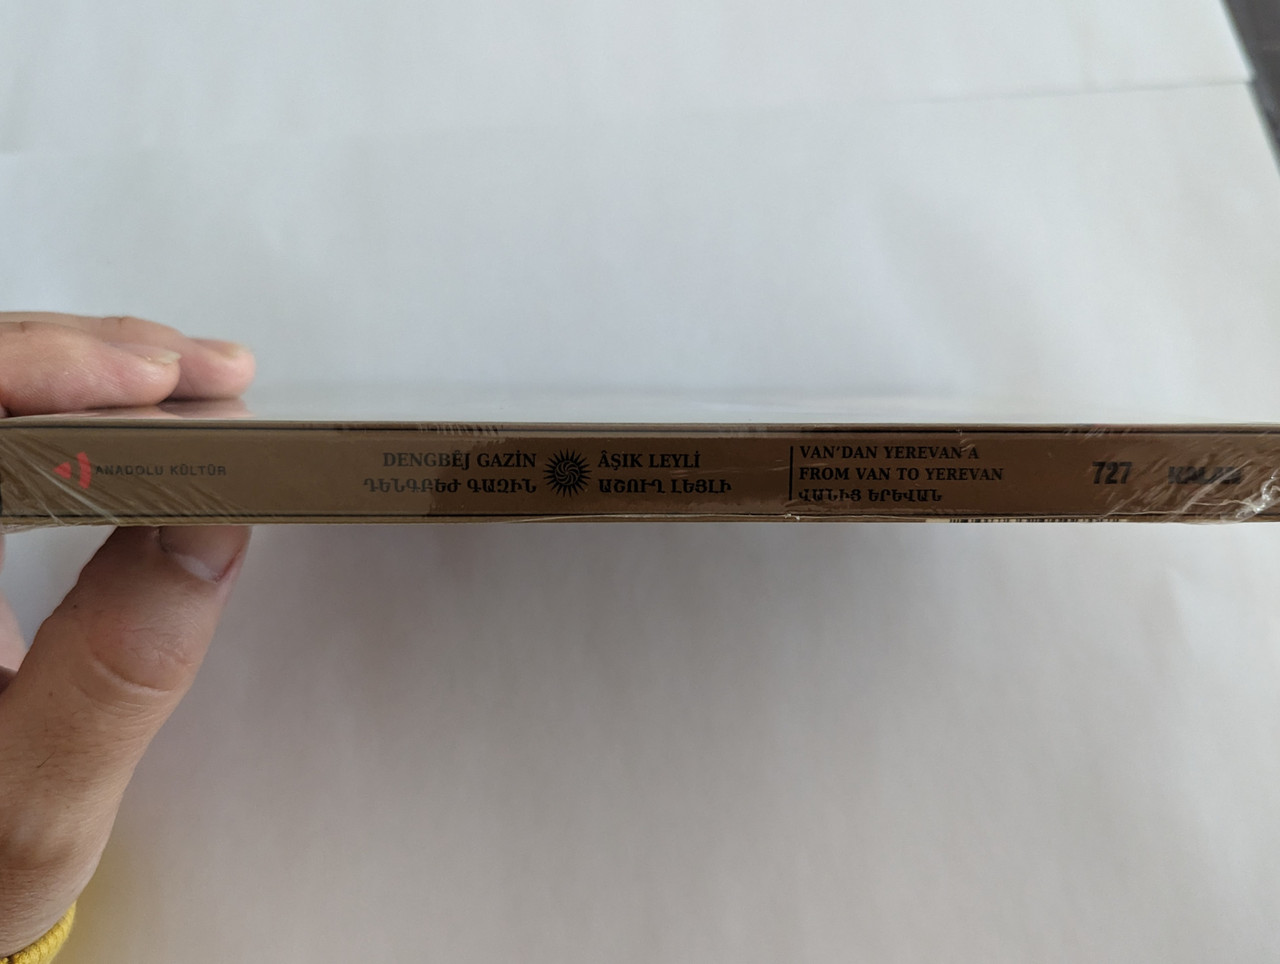 ANADOLU KÜLTÜR
DENGBÊJ GAZİN
ԴԵՆԳԲԵԺ ԳԱԶԻՆ
ÂŞIK LEYLİ
ԱՇՈՒՂ ԼԵՅԼԻ
VAN'DAN YEREVAN'A
FROM VAN TO YEREVAN
ՎԱՆԻՑ ԵՐԵՎԱՆ
727
KALAN